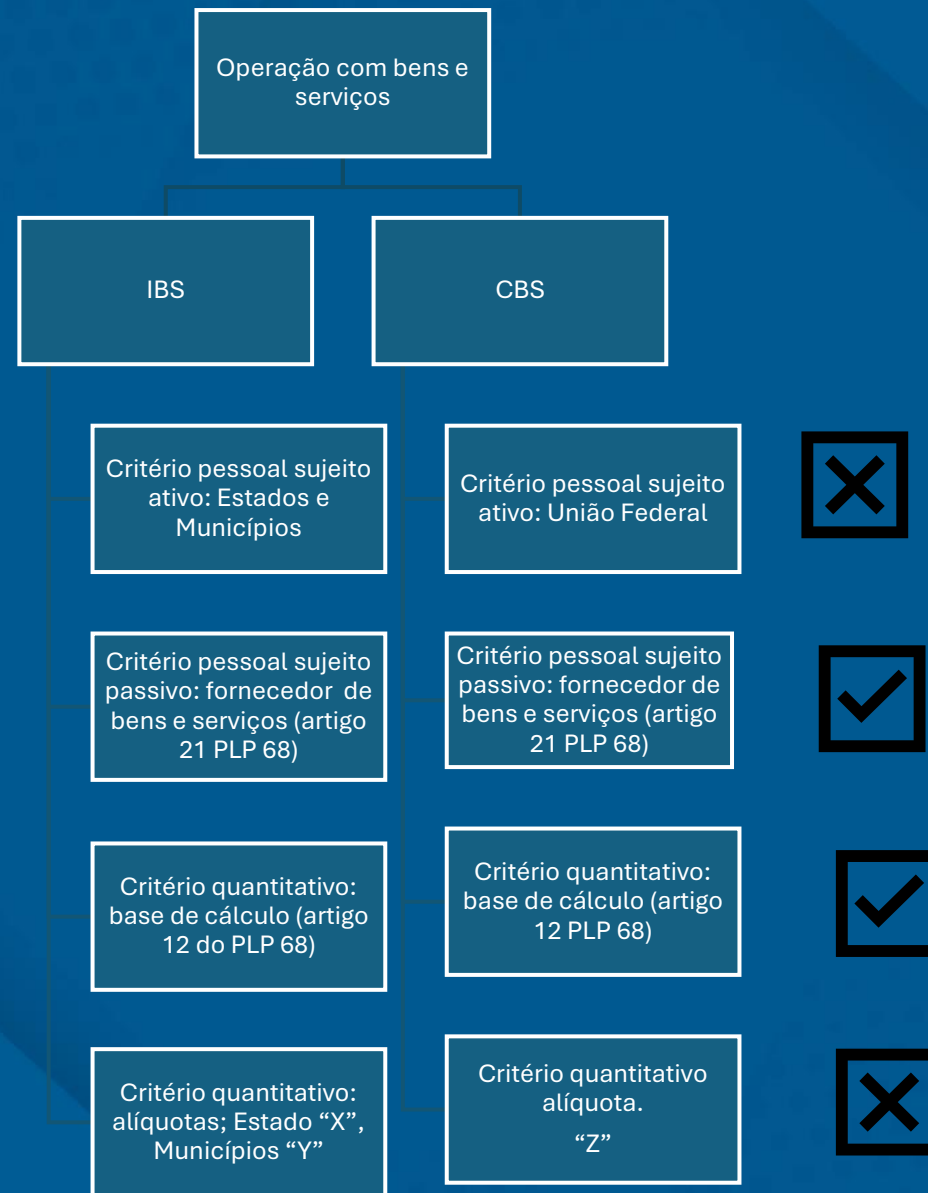 Operação com bens e
serviços
IBS
CBS
Critério pessoal sujeito
ativo: Estados e
Municípios
Critério pessoal sujeito
ativo: União Federal
Critério pessoal sujeito
passivo: fornecedor de
bens e serviços (artigo
21 PLP 68)
Critério pessoal sujeito
passivo: fornecedor de
bens e serviços (artigo
21 PLP 68)
Critério quantitativo:
base de cálculo (artigo
12 do PLP 68)
Critério quantitativo:
base de cálculo (artigo
12 PLP 68)
Critério quantitativo:
alíquotas; Estado “X”,
Municípios “Y”
Critério quantitativo
alíquota.
“Z”